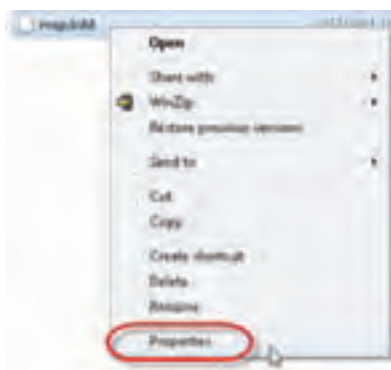 Open
Share with
WinZip
Restore previous versions
Send to
Cut
Copy
Create shortcut
Delete
Rename
Properties